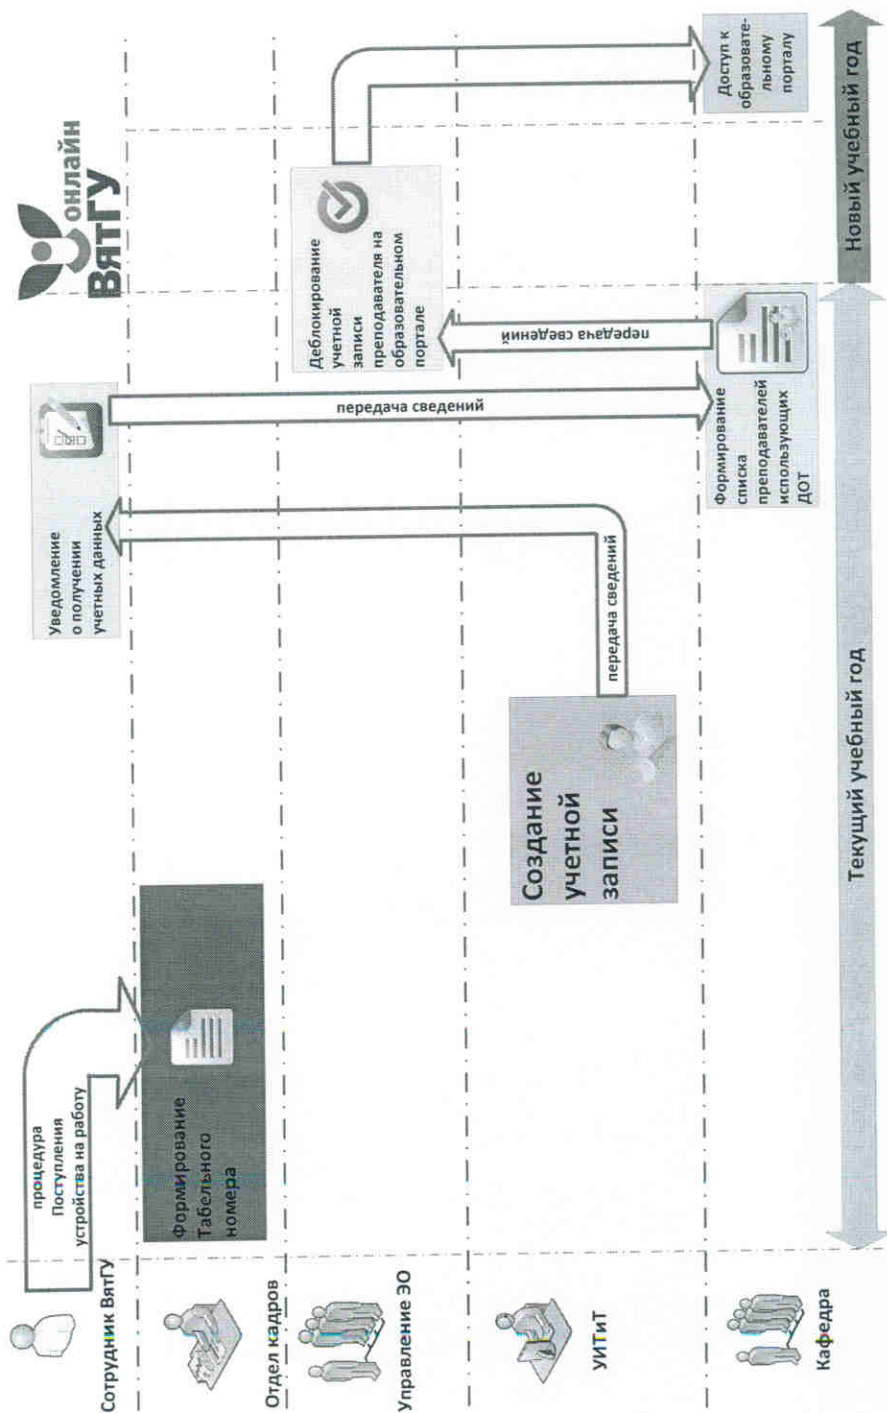 онлайн
ВятГУ
Сотрудник ВятГУ
процедура
Поступления
устройства на работу
Уведомление
о получении
учетных данных
Отдел кадров
Формирование
Табельного
номера
Управление ЭО
Деблокирование
учетной
записи
преподавателя на
образовательном
портале
передача сведений
передача сведений
УИТиТ
Создание
учетной
записи
передача сведений
Кафедра
Формирование
списка
преподавателей
использующих
ДОТ
Доступ к
образовате-
льному
порталу
Текущий учебный год
Новый учебный год